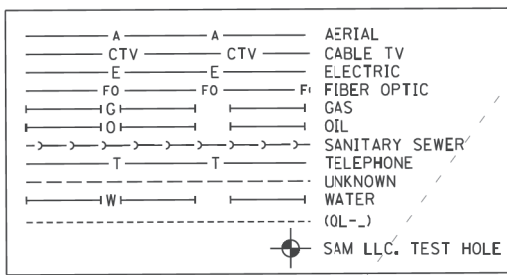 A A AERIAL
CTV CTV CABLE TV
E E ELECTRIC
FO FO F FIBER OPTIC
G GAS
O OIL
SANITARY SEWER
T T TELEPHONE
UNKNOWN
W WATER
(QL-_)
SAM LLC. TEST HOLE